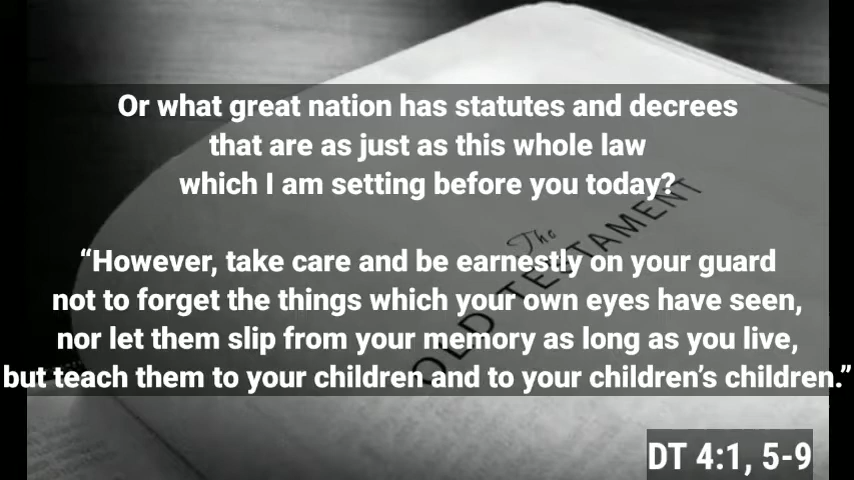 Or what great nation has statutes and decrees
that are as just as this whole law
which I am setting before you today?
“However, take care and be earnestly on your guard
not to forget the things which your own eyes have seen,
nor let them slip from your memory as long as you live,
but teach them to your children and to your children’s children.”
The
OLD TESTAMENT
DT 4:1, 5-9